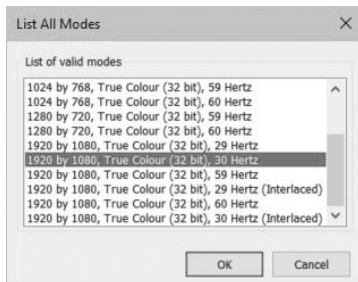 List All Modes
List of valid modes
1024 by 768, True Colour (32 bit), 59 Hertz
1024 by 768, True Colour (32 bit), 60 Hertz
1280 by 720, True Colour (32 bit), 59 Hertz
1280 by 720, True Colour (32 bit), 60 Hertz
1920 by 1080, True Colour (32 bit), 29 Hertz
1920 by 1080, True Colour (32 bit), 30 Hertz
1920 by 1080, True Colour (32 bit), 59 Hertz
1920 by 1080, True Colour (32 bit), 29 Hertz (Interlaced)
1920 by 1080, True Colour (32 bit), 60 Hertz
1920 by 1080, True Colour (32 bit), 30 Hertz (Interlaced)
OK Cancel